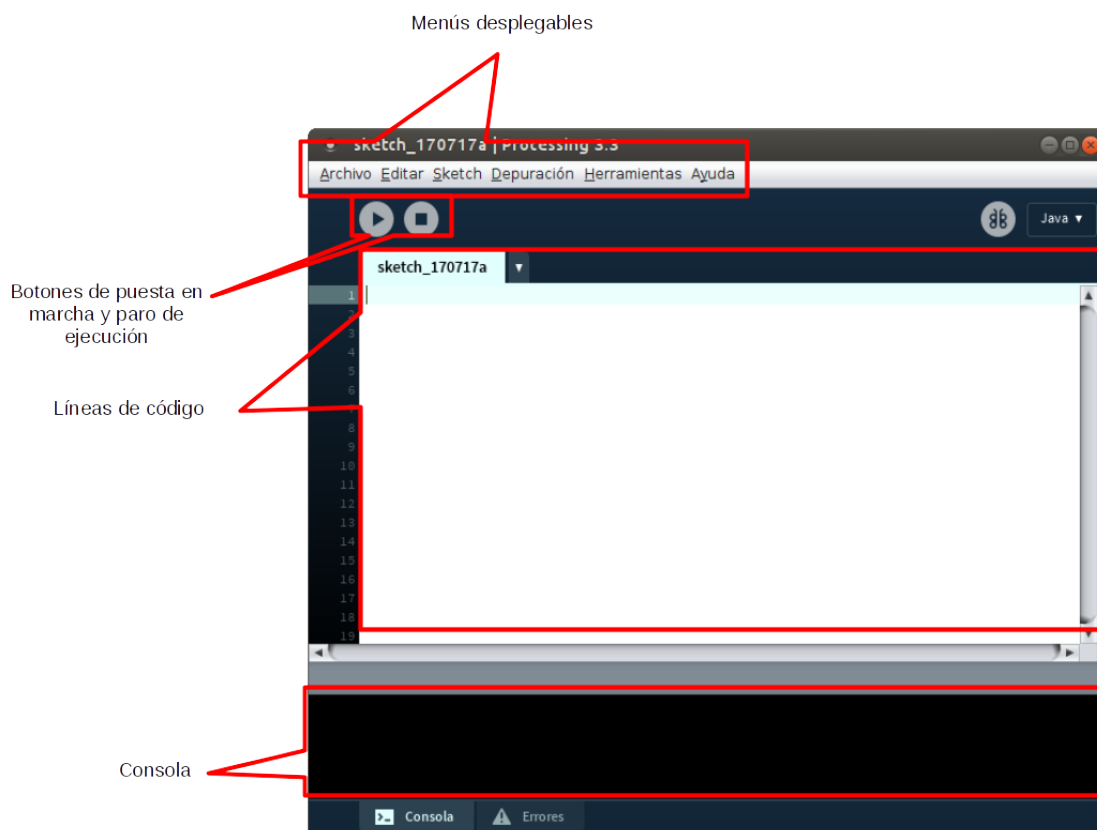 Menús desplegables
sketch_170717a | Processing 3.3
Archivo Editar Sketch Depuración Herramientas Ayuda
Java
sketch_170717a
Botones de puesta en
marcha y paro de
ejecución
Líneas de código
1
2
3
4
5
6
7
8
9
10
11
12
13
14
15
16
17
18
19
Consola
Consola
Errores